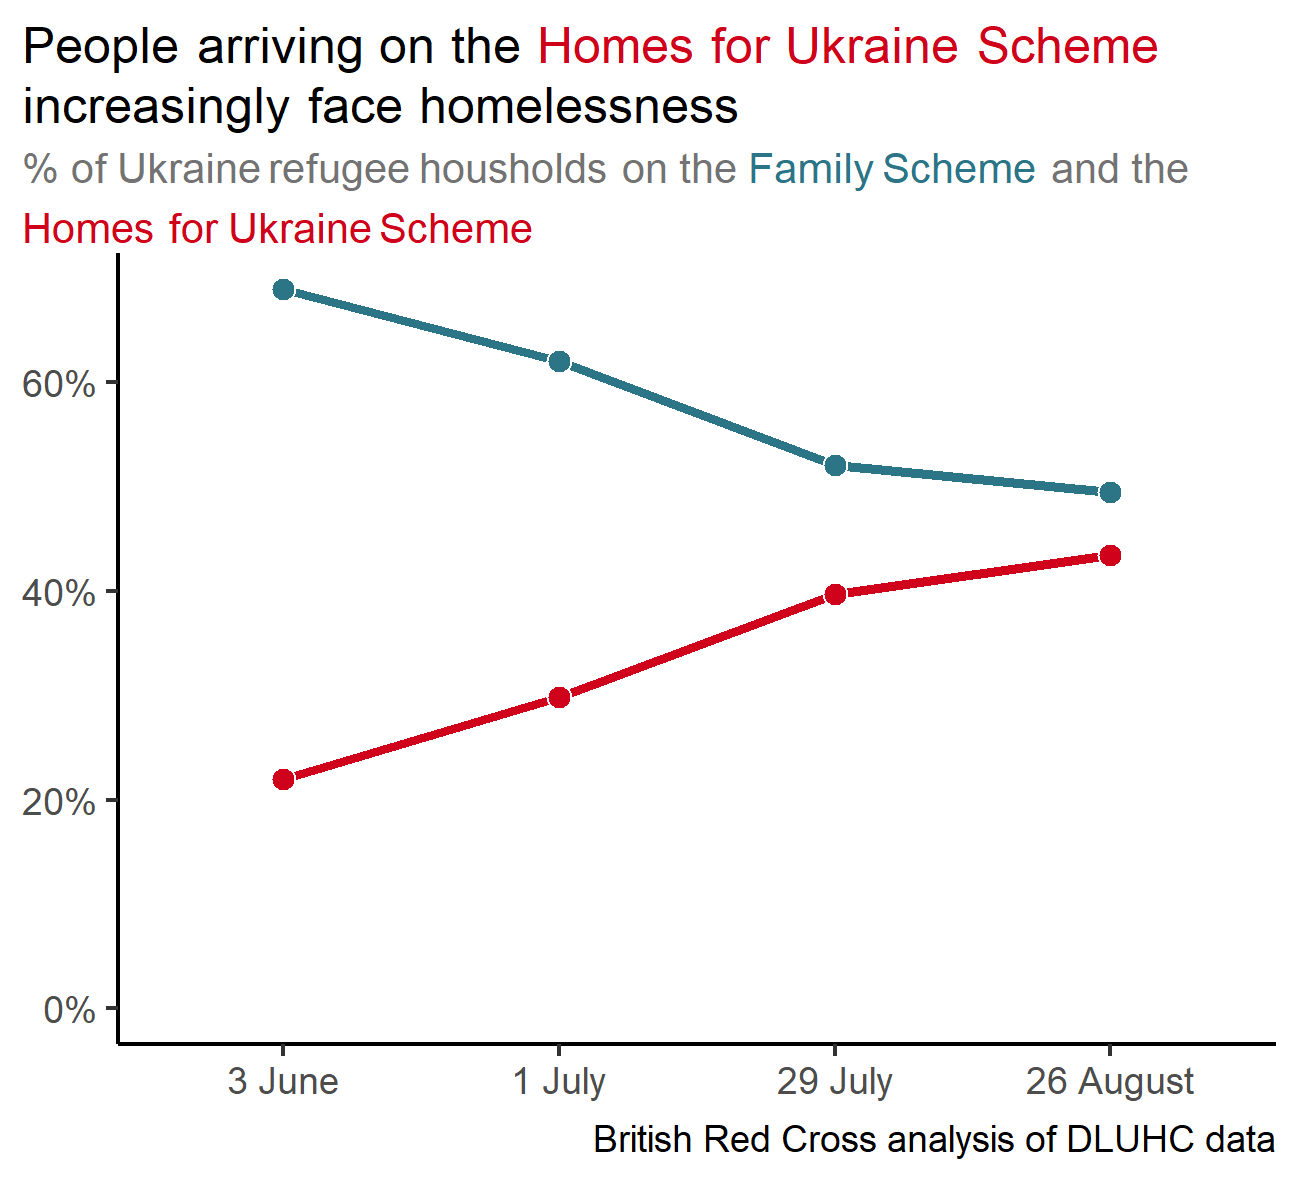 People arriving on the Homes for Ukraine Scheme
increasingly face homelessness
% of Ukraine refugee housholds on the Family Scheme and the
Homes for Ukraine Scheme
60%
40%
20%
0%
3 June 1 July 29 July 26 August
British Red Cross analysis of DLUHC data